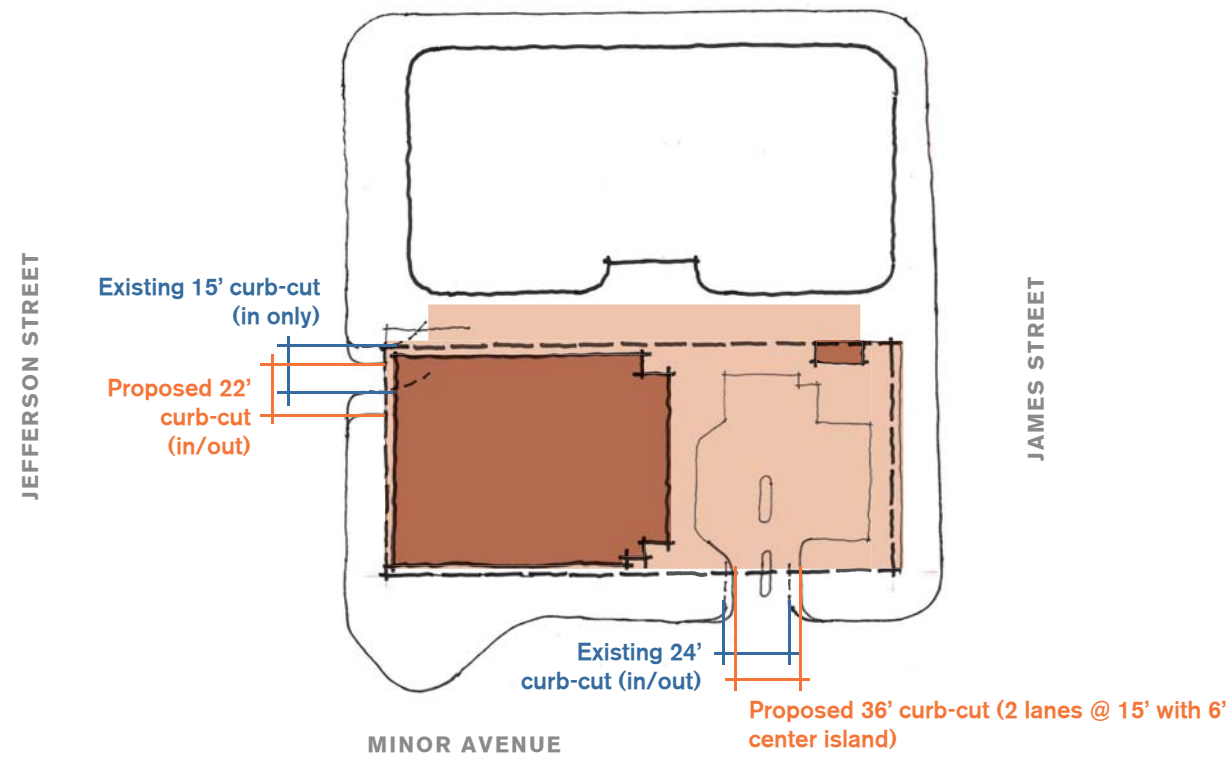 JEFFERSON STREET
Existing 15’ curb-cut
(in only)
Proposed 22’
curb-cut
(in/out)
JAMES STREET
Existing 24’
curb-cut (in/out)
Proposed 36’ curb-cut (2 lanes @ 15’ with 6’
center island)
MINOR AVENUE